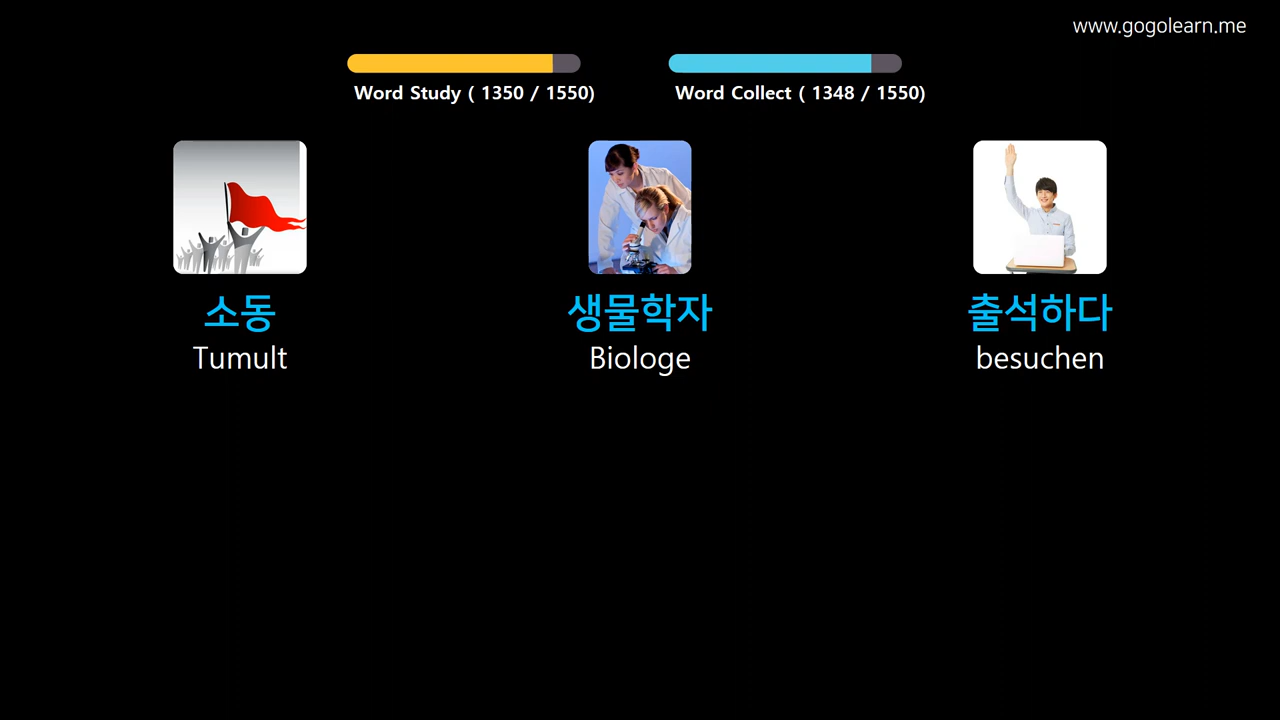 www.gogolearn.me
Word Study ( 1350 / 1550)
Word Collect ( 1348 / 1550)
소동
생물학자
출석하다
Tumult
Biologe
besuchen